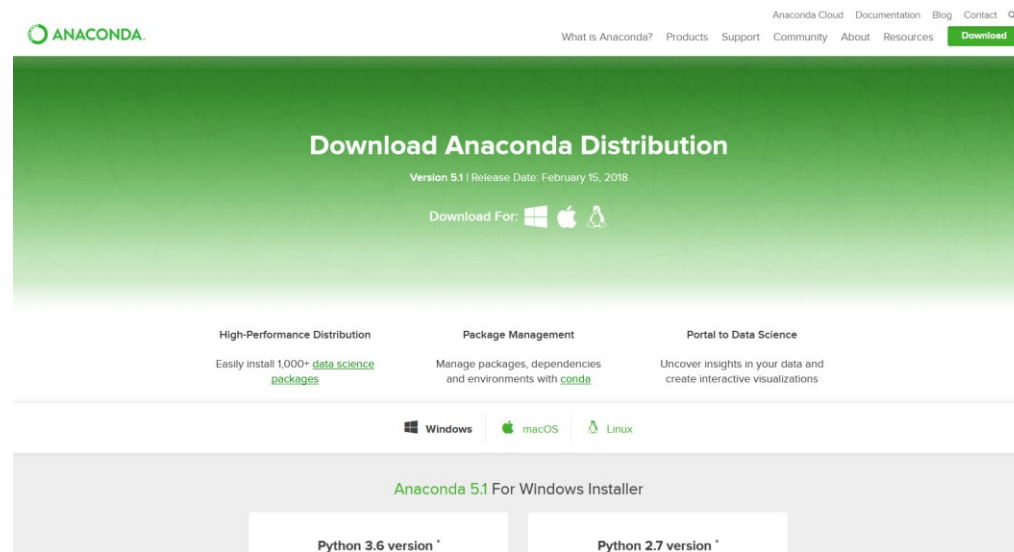 Anaconda Cloud Documentation Blog Contact
ANACONDA.
What is Anaconda? Products Support Community About Resources Download
Download Anaconda Distribution
Version 5.1 | Release Date: February 15, 2018
Download For:
High-Performance Distribution
Easily install 1,000+ data science
packages
Package Management
Manage packages, dependencies
and environments with conda
Portal to Data Science
Uncover insights in your data and
create interactive visualizations
Windows macOS Linux
Anaconda 5.1 For Windows Installer
Python 3.6 version *
Python 2.7 version *